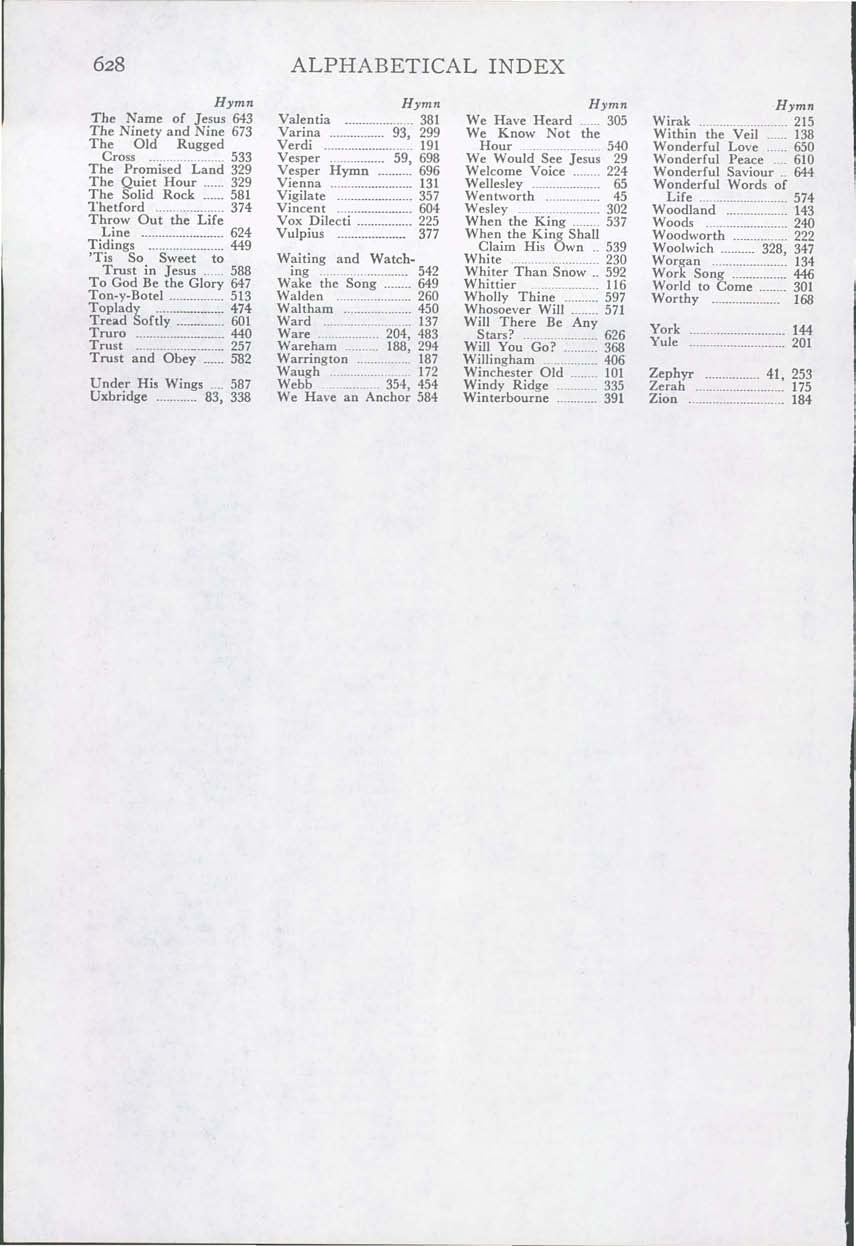 628 ALPHABETICAL INDEX
Hymn
The Name of Jesus 643
The Ninety and Nine 673
The Old Rugged
Cross ...................... 533
The Promised Land 329
The Quiet Hour ...... 329
The Solid Rock ...... 581
Thetford .................... 374
Throw Out the Life
Line ........................ 624
Tidings ...................... 449
'Tis So Sweet to
Trust in Jesus ...... 588
To God Be the Glory 647
Ton-y-Botel ................ 513
Toplady .................... 474
Tread Softly .............. 601
Truro .......................... 440
Trust .......................... 257
Trust and Obey ...... 582
Under His Wings .... 587
Uxbridge ............ 83, 338
Hymn
Valentia .................... 381
Varina ................ 93, 299
Verdi .......................... 191
Vesper ................ 59, 698
Vesper Hymn .......... 696
Vienna ........................ 131
Vigilate ...................... 357
Vincent ...................... 604
Vox Dilecti ................ 225
Vulpius .................... 377
Waiting and Watch-
ing .......................... 542
Wake the Song ........ 649
Walden ...................... 260
Waltham .................... 450
Ward .......................... 137
Ware .................. 204, 483
Wareham .......... 188, 294
Warrington ................ 187
Waugh ........................ 172
Webb ................ 354, 454
We Have an Anchor 584
Hymn
We Have Heard ...... 305
We Know Not the
Hour ........................ 540
We Would See Jesus 29
Welcome Voice ........ 224
Wellesley .................... 65
Wentworth ................ 45
Wesley ........................ 302
When the King ........ 537
When the King Shall
Claim His Own .. 539
White .......................... 230
Whiter Than Snow .. 592
Whittier ...................... 116
Wholly Thine .......... 597
Whosoever Will ........ 571
Will There Be Any
Stars? ...................... 626
Will You Go? .......... 368
Willingham ................ 406
Winchester Old ........ 101
Windy Ridge ............ 335
Winterbourne ............ 391
Hymn
Wirak .......................... 215
Within the Veil ...... 138
Wonderful Love ...... 650
Wonderful Peace .... 610
Wonderful Saviour .. 644
Wonderful Words of
Life .......................... 574
Woodland .................. 143
Woods ........................ 240
Woodworth ................ 222
Woolwich .......... 328, 347
Worgan ...................... 134
Work Song ................ 446
World to Come ........ 301
Worthy .................... 168
York ............................ 144
Yule ............................ 201
Zephyr ................ 41, 253
Zerah .......................... 175
Zion ............................ 184